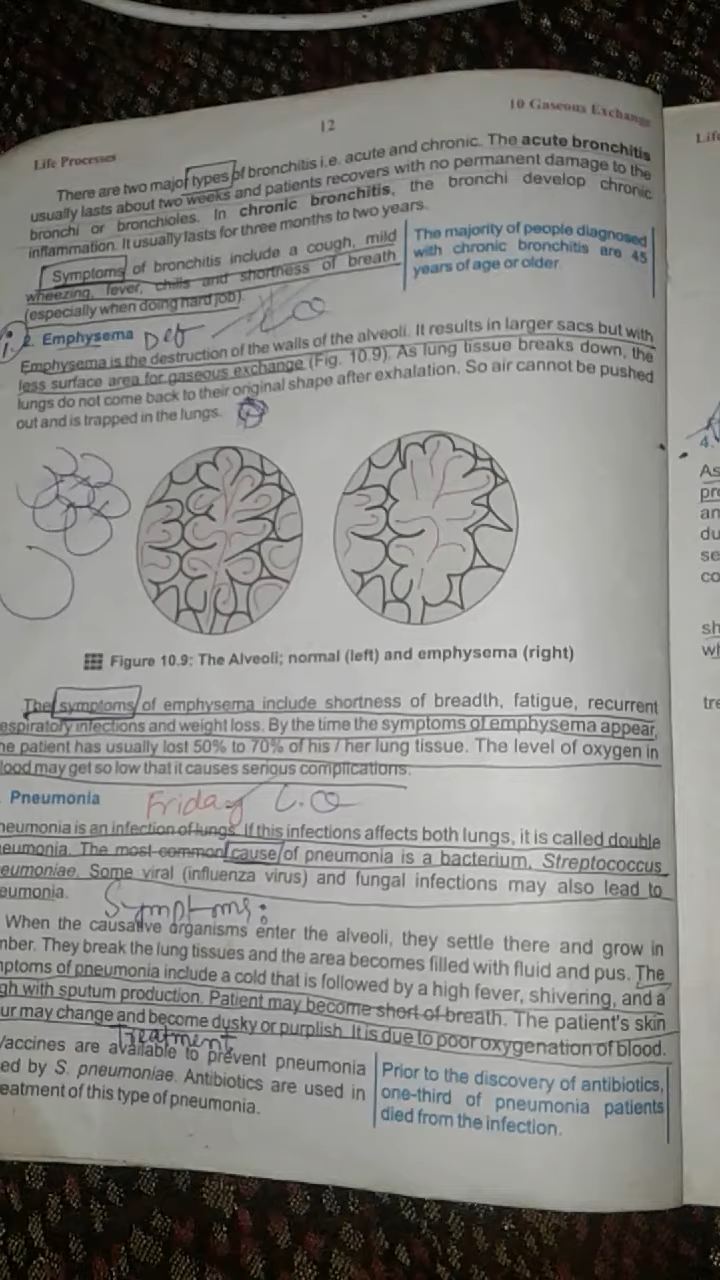 Life Processes
12
10 Gaseous Exchange
There are two major types of bronchitis i.e. acute and chronic. The acute bronchitis
usually lasts about two weeks and patients recovers with no permanent damage to the
bronchi or bronchioles. In chronic bronchitis, the bronchi develop chronic
inflammation. It usually lasts for three months to two years.
Symptoms of bronchitis include a cough, mild
wheezing, fever, chills and shortness of breath
(especially when doing hard job).
The majority of people diagnosed
with chronic bronchitis are 45
years of age or older.
2. Emphysema Def
Emphysema is the destruction of the walls of the alveoli. It results in larger sacs but with
less surface area for gaseous exchange (Fig. 10.9). As lung tissue breaks down, the
lungs do not come back to their original shape after exhalation. So air cannot be pushed
out and is trapped in the lungs.
Figure 10.9: The Alveoli; normal (left) and emphysema (right)
The symptoms of emphysema include shortness of breadth, fatigue, recurrent
espiratory infections and weight loss. By the time the symptoms of emphysema appear,
he patient has usually lost 50% to 70% of his / her lung tissue. The level of oxygen in
lood may get so low that it causes serious complications.
Pneumonia Friday L.Q
neumonia is an infection of lungs. If this infections affects both lungs, it is called double
eumonia. The most common cause of pneumonia is a bacterium, Streptococcus
eumoniae. Some viral (influenza virus) and fungal infections may also lead to
eumonia.
Symptoms:
When the causative organisms enter the alveoli, they settle there and grow in
mber. They break the lung tissues and the area becomes filled with fluid and pus. The
mptoms of pneumonia include a cold that is followed by a high fever, shivering, and a
gh with sputum production. Patient may become short of breath. The patient's skin
ur may change and become dusky or purplish. It is due to poor oxygenation of blood.
Treatment
Vaccines are available to prevent pneumonia
ed by S. pneumoniae. Antibiotics are used in
eatment of this type of pneumonia.
Prior to the discovery of antibiotics,
one-third of pneumonia patients
died from the infection.
Life
4.
As
pr
an
du
se
co
sh
wh
tre